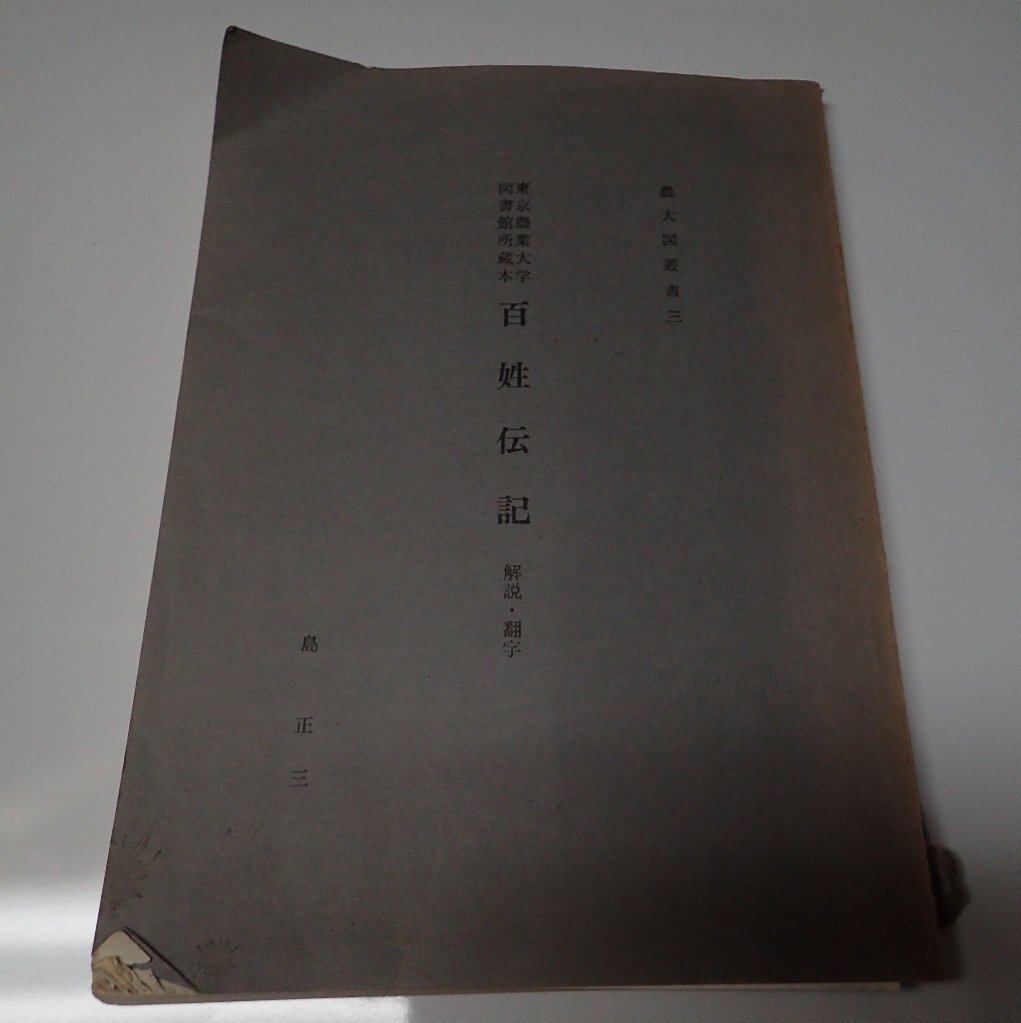 農大図叢書三
東京農業大学
図書館所蔵本
百姓伝記
解説・翻字
島正三